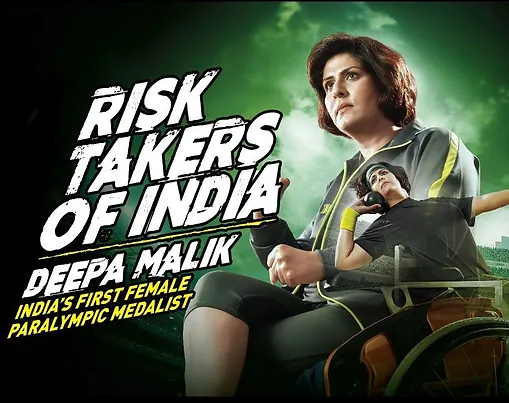 RISK
TAKERS
OF INDIA
DEEPA MALIK
INDIA'S FIRST FEMALE
PARALYMPIC MEDALIST